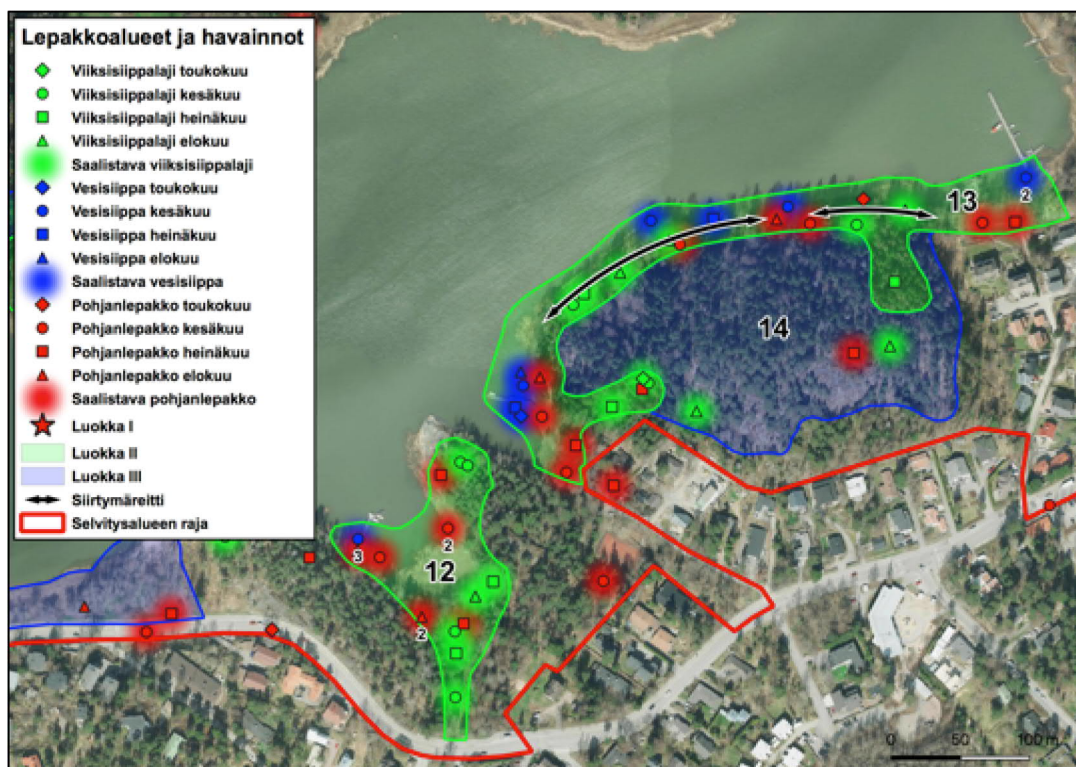 Lepakkoalueet ja havainnot
Viiksisiippalaji toukokuu
Viiksisiippalaji kesäkuu
Viiksisiippalaji heinäkuu
Viiksisiippalaji elokuu
Saalistava viiksisiippalaji
Vesisiippa toukokuu
Vesisiippa kesäkuu
Vesisiippa heinäkuu
Vesisiippa elokuu
Saalistava vesisiippa
Pohjanlepakko toukokuu
Pohjanlepakko kesäkuu
Pohjanlepakko heinäkuu
Pohjanlepakko elokuu
Saalistava pohjanlepakko
Luokka I
Luokka II
Luokka III
Siirtymäreitti
Selvitysalueen raja
13
2
14
2
3
12
2
0 50 100 m